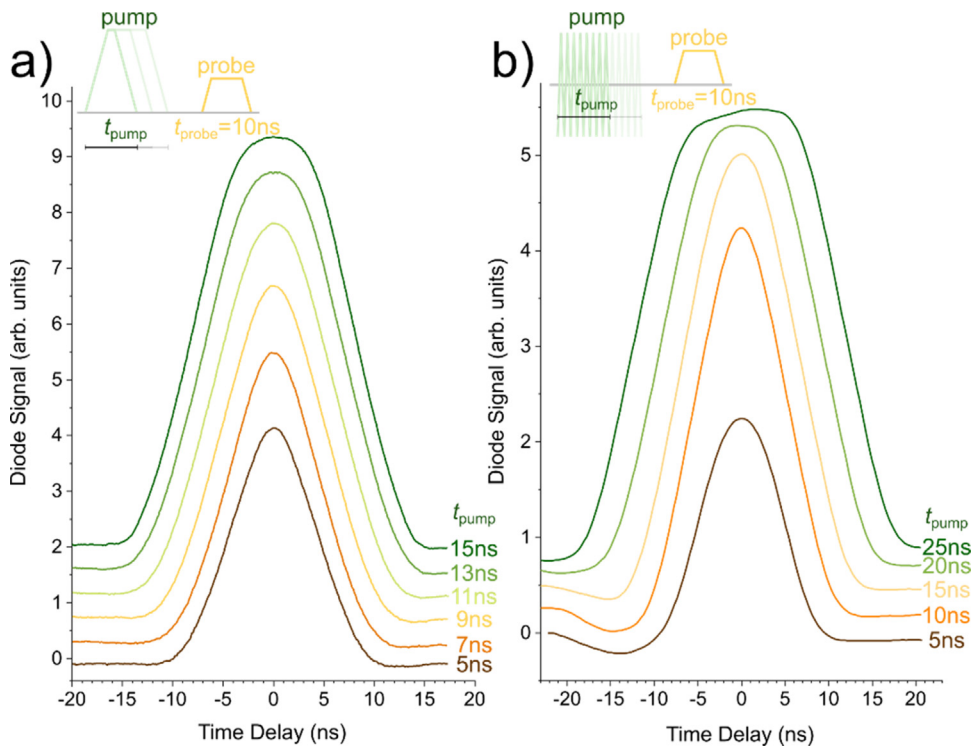 a)
pump
probe
t_pump
t_probe=10ns
Diode Signal (arb. units)
10
9
8
7
6
5
4
3
2
1
0
t_pump
15ns
13ns
11ns
9ns
7ns
5ns
-20 -15 -10 -5 0 5 10 15 20
Time Delay (ns)
b)
pump
probe
t_pump
t_probe=10ns
Diode Signal (arb. units)
5
4
3
2
1
0
t_pump
25ns
20ns
15ns
10ns
5ns
-20 -15 -10 -5 0 5 10 15 20
Time Delay (ns)